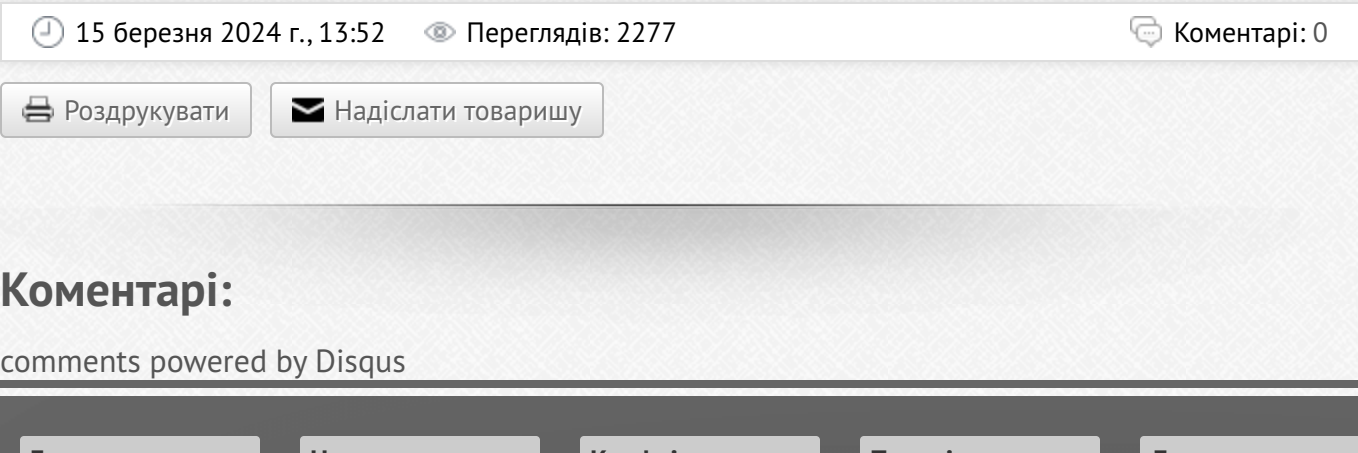 15 березня 2024 г., 13:52 Переглядів: 2277 Коментарі: 0
Роздрукувати Надіслати товаришу
Коментарі:
comments powered by Disqus